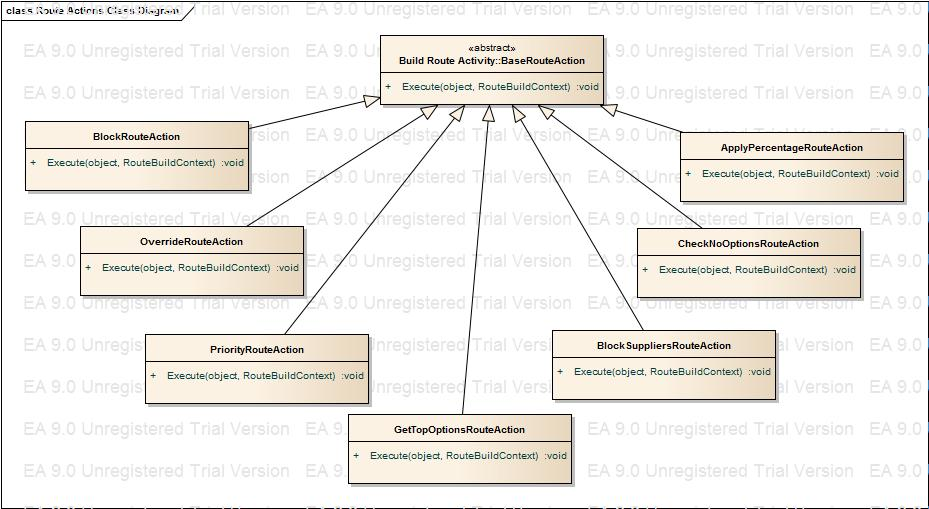 class Route Actions Class Diagram
EA 9.0 Unregistered Trial Version
«abstract»
Build Route Activity::BaseRouteAction
+ Execute(object, RouteBuildContext) :void
BlockRouteAction
+ Execute(object, RouteBuildContext) :void
ApplyPercentageRouteAction
+ Execute(object, RouteBuildContext) :void
OverrideRouteAction
+ Execute(object, RouteBuildContext) :void
CheckNoOptionsRouteAction
+ Execute(object, RouteBuildContext) :void
PriorityRouteAction
+ Execute(object, RouteBuildContext) :void
BlockSuppliersRouteAction
+ Execute(object, RouteBuildContext) :void
GetTopOptionsRouteAction
+ Execute(object, RouteBuildContext) :void